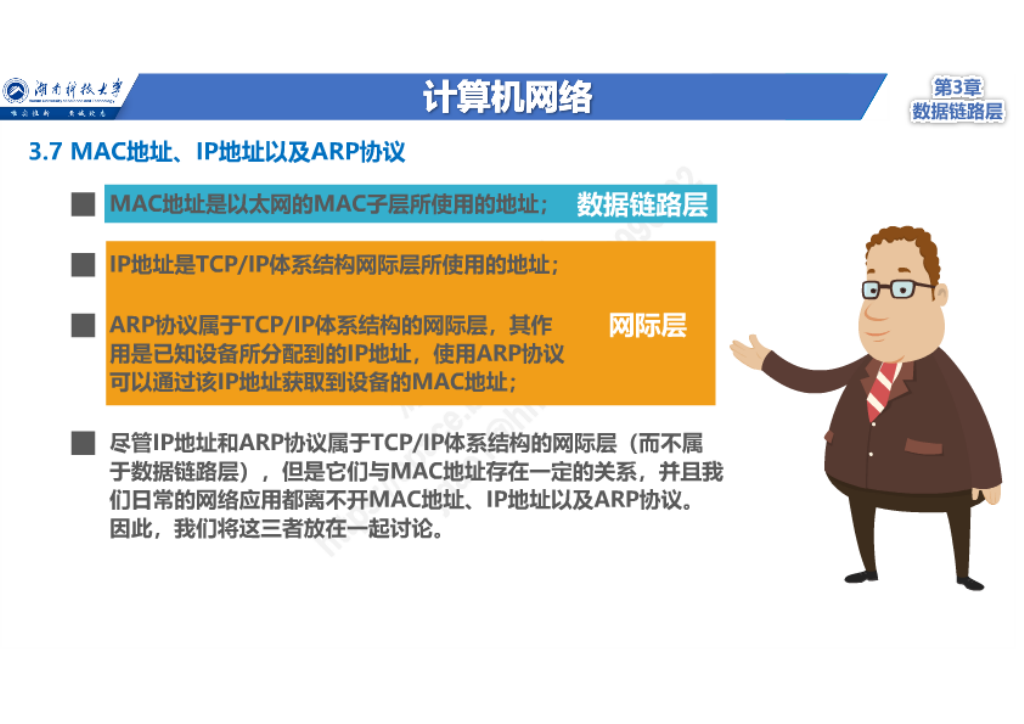 湖南科技大学
计算机网络
第3章
数据链路层
3.7 MAC地址、IP地址以及ARP协议
MAC地址是以太网的MAC子层所使用的地址; 数据链路层
IP地址是TCP/IP体系结构网际层所使用的地址;
ARP协议属于TCP/IP体系结构的网际层，其作 网际层
用是已知设备所分配到的IP地址，使用ARP协议
可以通过该IP地址获取到设备的MAC地址;
尽管IP地址和ARP协议属于TCP/IP体系结构的网际层（而不属
于数据链路层）, 但是它们与MAC地址存在一定的关系，并且我
们日常的网络应用都离不开MAC地址、IP地址以及ARP协议。
因此，我们将这三者放在一起讨论。